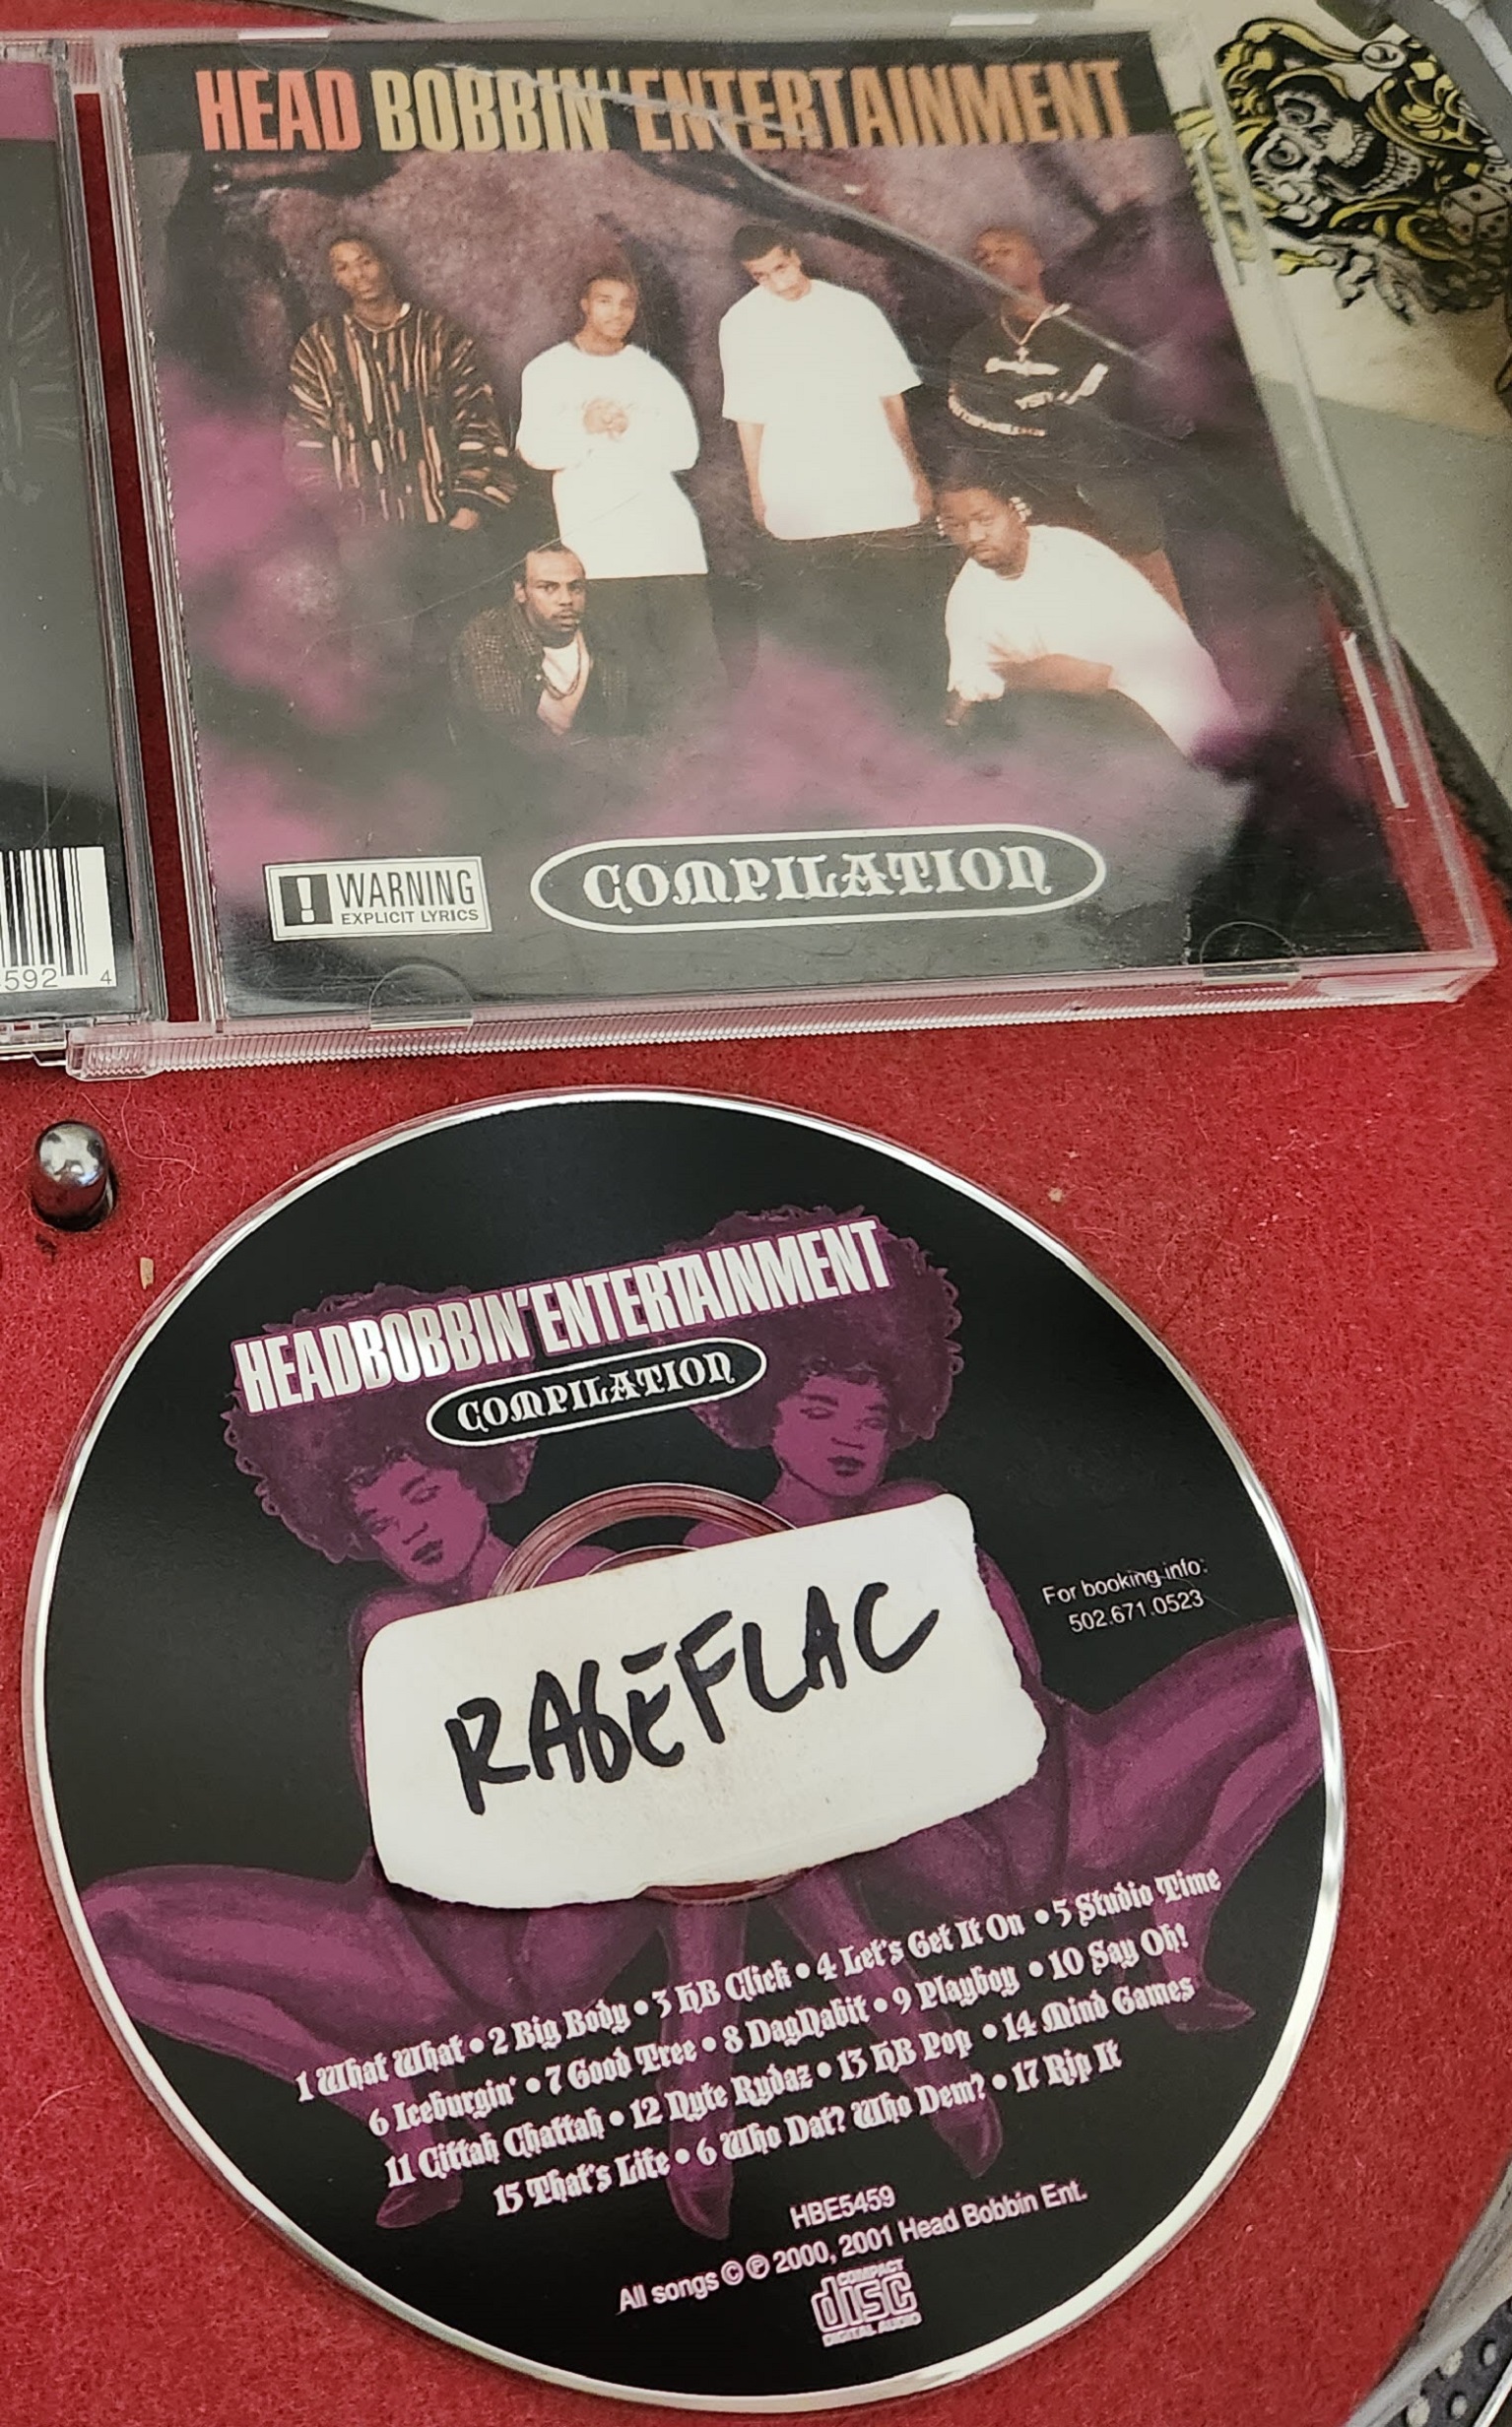 HEAD BOBBIN' ENTERTAINMENT
! WARNING
EXPLICIT LYRICS
COMPILATION
592 4
HEADBOBBIN'ENTERTAINMENT
COMPILATION
For booking info:
502.671.0523
RAGEFLAC
1 What What • 2 Big Body • 3 HB Click • 4 Let's Get It On • 5 Studio Time
6 Iceburgin' • 7 Good Tree • 8 DagNabit • 9 Playboy • 10 Say Oh!
11 Cittah Chattah • 12 Nyte Rydaz • 13 HB Pop • 14 Mind Games
15 That's Life • 6 Who Dat? Who Dem? • 17 Rip It
HBE5459
All songs © ℗ 2000, 2001 Head Bobbin Ent.
COMPACT
disc
DIGITAL AUDIO